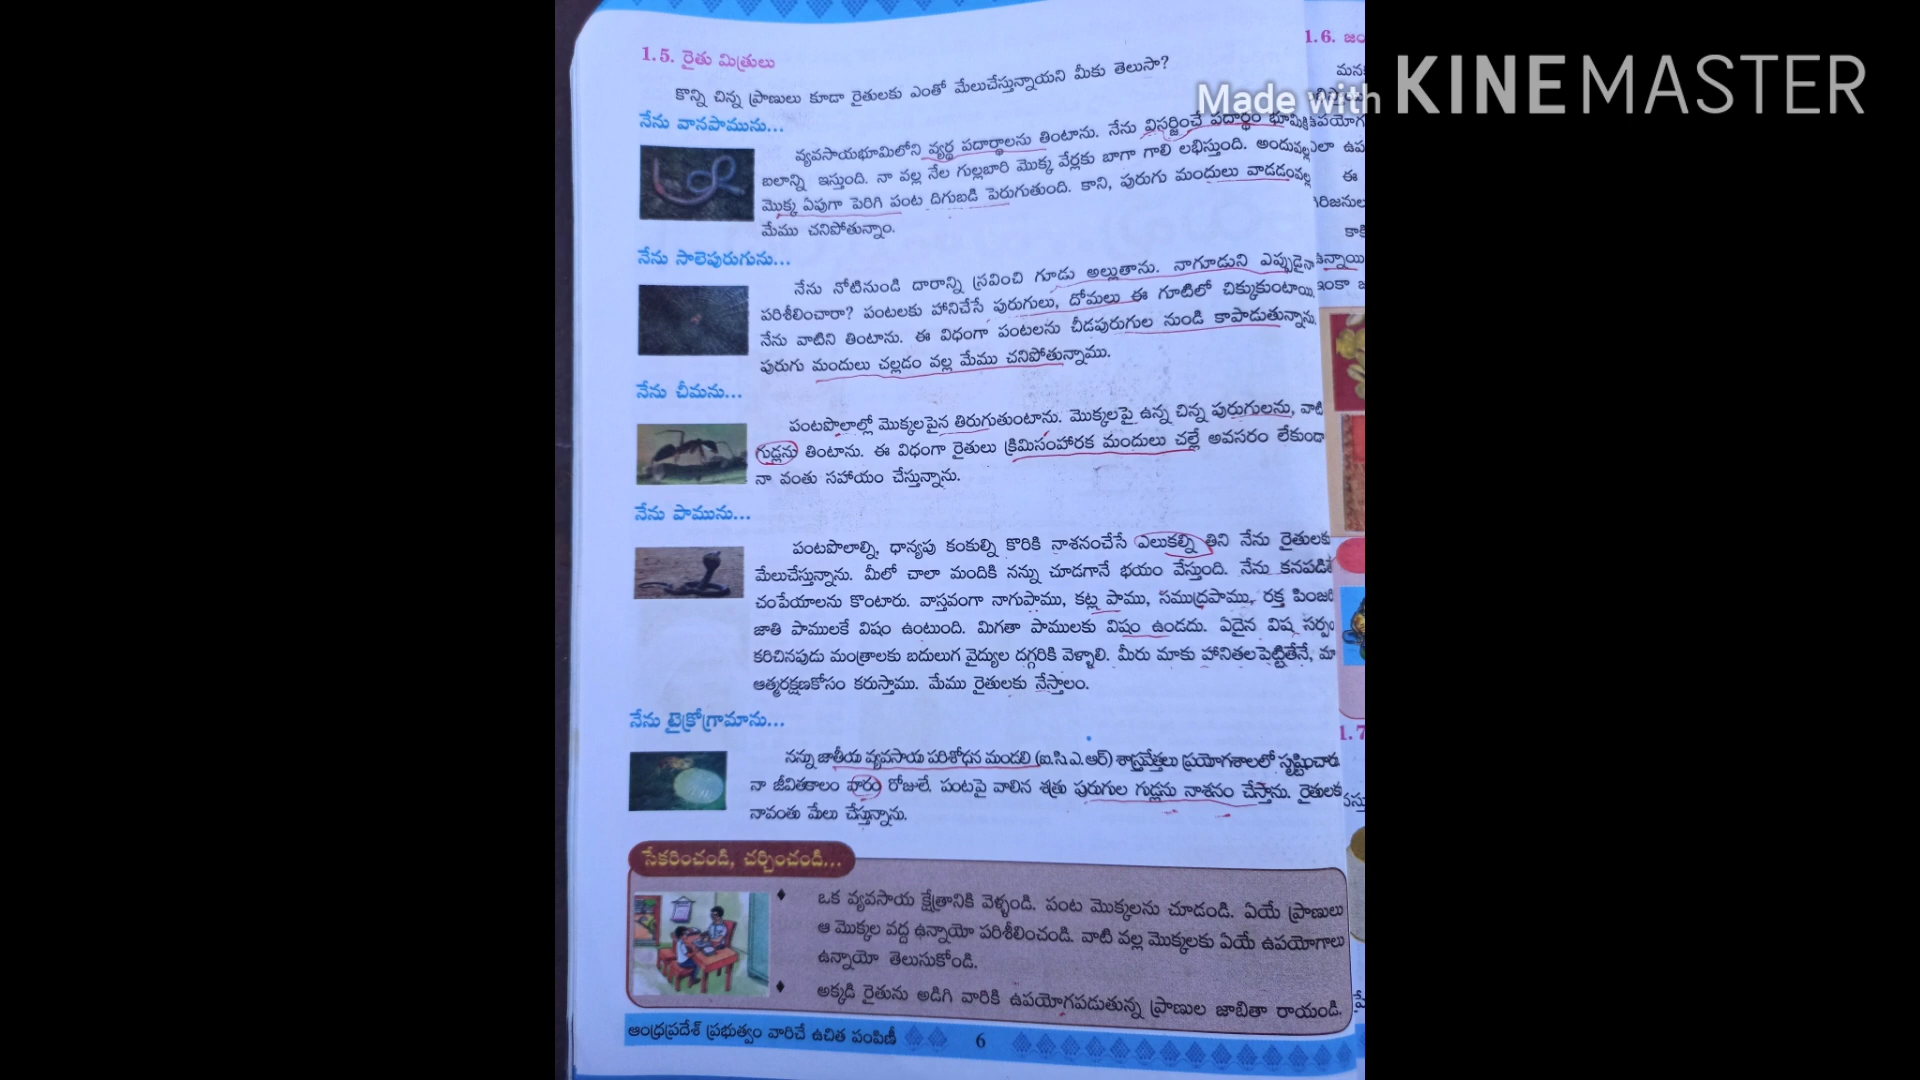 1.5. రైతు మిత్రులు
కొన్ని చిన్న ప్రాణులు కూడా రైతులకు ఎంతో మేలుచేస్తున్నాయని మీకు తెలుసా?
నేను వానపామును...
వ్యవసాయభూమిలోని వ్యర్థ పదార్థాలను తింటాను. నేను విసర్జించే పదార్థం భూమికి
బలాన్ని ఇస్తుంది. నా వల్ల నేల గుల్లబారి మొక్క వేర్లకు బాగా గాలి లభిస్తుంది. అందువల్ల
మొక్క ఏపుగా పెరిగి పంట దిగుబడి పెరుగుతుంది. కాని, పురుగు మందులు వాడడంవల్ల
మేము చనిపోతున్నాం.
నేను సాలెపురుగును...
నేను నోటినుండి దారాన్ని స్రవించి గూడు అల్లుతాను. నాగూడుని ఎప్పుడైనా
పరిశీలించారా? పంటలకు హానిచేసే పురుగులు, దోమలు ఈ గూటిలో చిక్కుకుంటాయి.
నేను వాటిని తింటాను. ఈ విధంగా పంటలను చీడపురుగుల నుండి కాపాడుతున్నాను.
పురుగు మందులు చల్లడం వల్ల మేము చనిపోతున్నాము.
నేను చీమను...
పంటపొలాల్లో మొక్కలపైన తిరుగుతుంటాను. మొక్కలపై ఉన్న చిన్న పురుగులను, వాటి
గుడ్లను తింటాను. ఈ విధంగా రైతులు క్రిమిసంహారక మందులు చల్లే అవసరం లేకుండా
నా వంతు సహాయం చేస్తున్నాను.
నేను పామును...
పంటపొలాల్ని, ధాన్యపు కంకుల్ని కొరికి నాశనంచేసే ఎలుకల్ని తిని నేను రైతులకు
మేలుచేస్తున్నాను. మీలో చాలా మందికి నన్ను చూడగానే భయం వేస్తుంది. నేను కనపడితే
చంపేయాలను కొంటారు. వాస్తవంగా నాగుపాము, కట్ల పాము, సముద్రపాము, రక్త పింజరి
జాతి పాములకే విషం ఉంటుంది. మిగతా పాములకు విషం ఉండదు. ఏదైన విష సర్పం
కరిచినపుడు మంత్రాలకు బదులుగ వైద్యుల దగ్గరికి వెళ్ళాలి. మీరు మాకు హానితలపెట్టితేనే, మా
ఆత్మరక్షణకోసం కరుస్తాము. మేము రైతులకు నేస్తాలం.
నేను ట్రైకోగ్రామాను...
నన్ను జాతీయ వ్యవసాయ పరిశోధన మండలి (ఐ.సి.ఎ.ఆర్) శాస్త్రవేత్తలు ప్రయోగశాలలో సృష్టించారు.
నా జీవితకాలం వారం రోజులే. పంటపై వాలిన శత్రు పురుగుల గుడ్లను నాశనం చేస్తాను. రైతులకు
నావంతు మేలు చేస్తున్నాను.
సేకరించండి, చర్చించండి...
♦ ఒక వ్యవసాయ క్షేత్రానికి వెళ్ళండి. పంట మొక్కలను చూడండి. ఏయే ప్రాణులు
ఆ మొక్కల వద్ద ఉన్నాయో పరిశీలించండి. వాటి వల్ల మొక్కలకు ఏయే ఉపయోగాలు
ఉన్నాయో తెలుసుకోండి.
♦ అక్కడి రైతును అడిగి వారికి ఉపయోగపడుతున్న ప్రాణుల జాబితా రాయండి.
ఆంధ్రప్రదేశ్ ప్రభుత్వం వారిచే ఉచిత పంపిణీ 6
1.6.
1.7
Made with KINEMASTER